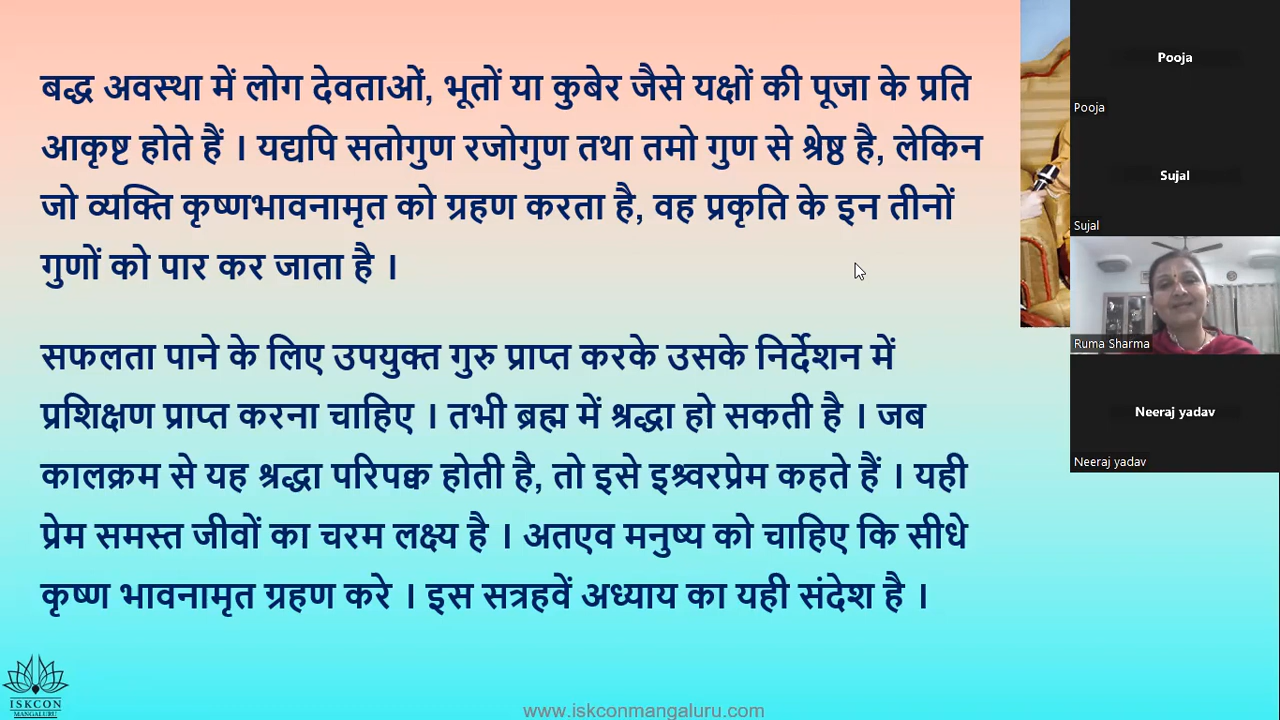 बद्ध अवस्था में लोग देवताओं, भूतों या कुबेर जैसे यक्षों की पूजा के प्रति
आकृष्ट होते हैं । यद्यपि सतोगुण रजोगुण तथा तमो गुण से श्रेष्ठ है, लेकिन
जो व्यक्ति कृष्णभावनामृत को ग्रहण करता है, वह प्रकृति के इन तीनों
गुणों को पार कर जाता है ।
सफलता पाने के लिए उपयुक्त गुरु प्राप्त करके उसके निर्देशन में
प्रशिक्षण प्राप्त करना चाहिए । तभी ब्रह्म में श्रद्धा हो सकती है । जब
कालक्रम से यह श्रद्धा परिपक्व होती है, तो इसे इश्र्वरप्रेम कहते हैं । यही
प्रेम समस्त जीवों का चरम लक्ष्य है । अतएव मनुष्य को चाहिए कि सीधे
कृष्ण भावनामृत ग्रहण करे । इस सत्रहवें अध्याय का यही संदेश है ।
ISKCON
MANGALURU
www.iskconmangaluru.com
Pooja
Pooja
Sujal
Sujal
Ruma Sharma
Neeraj yadav
Neeraj yadav